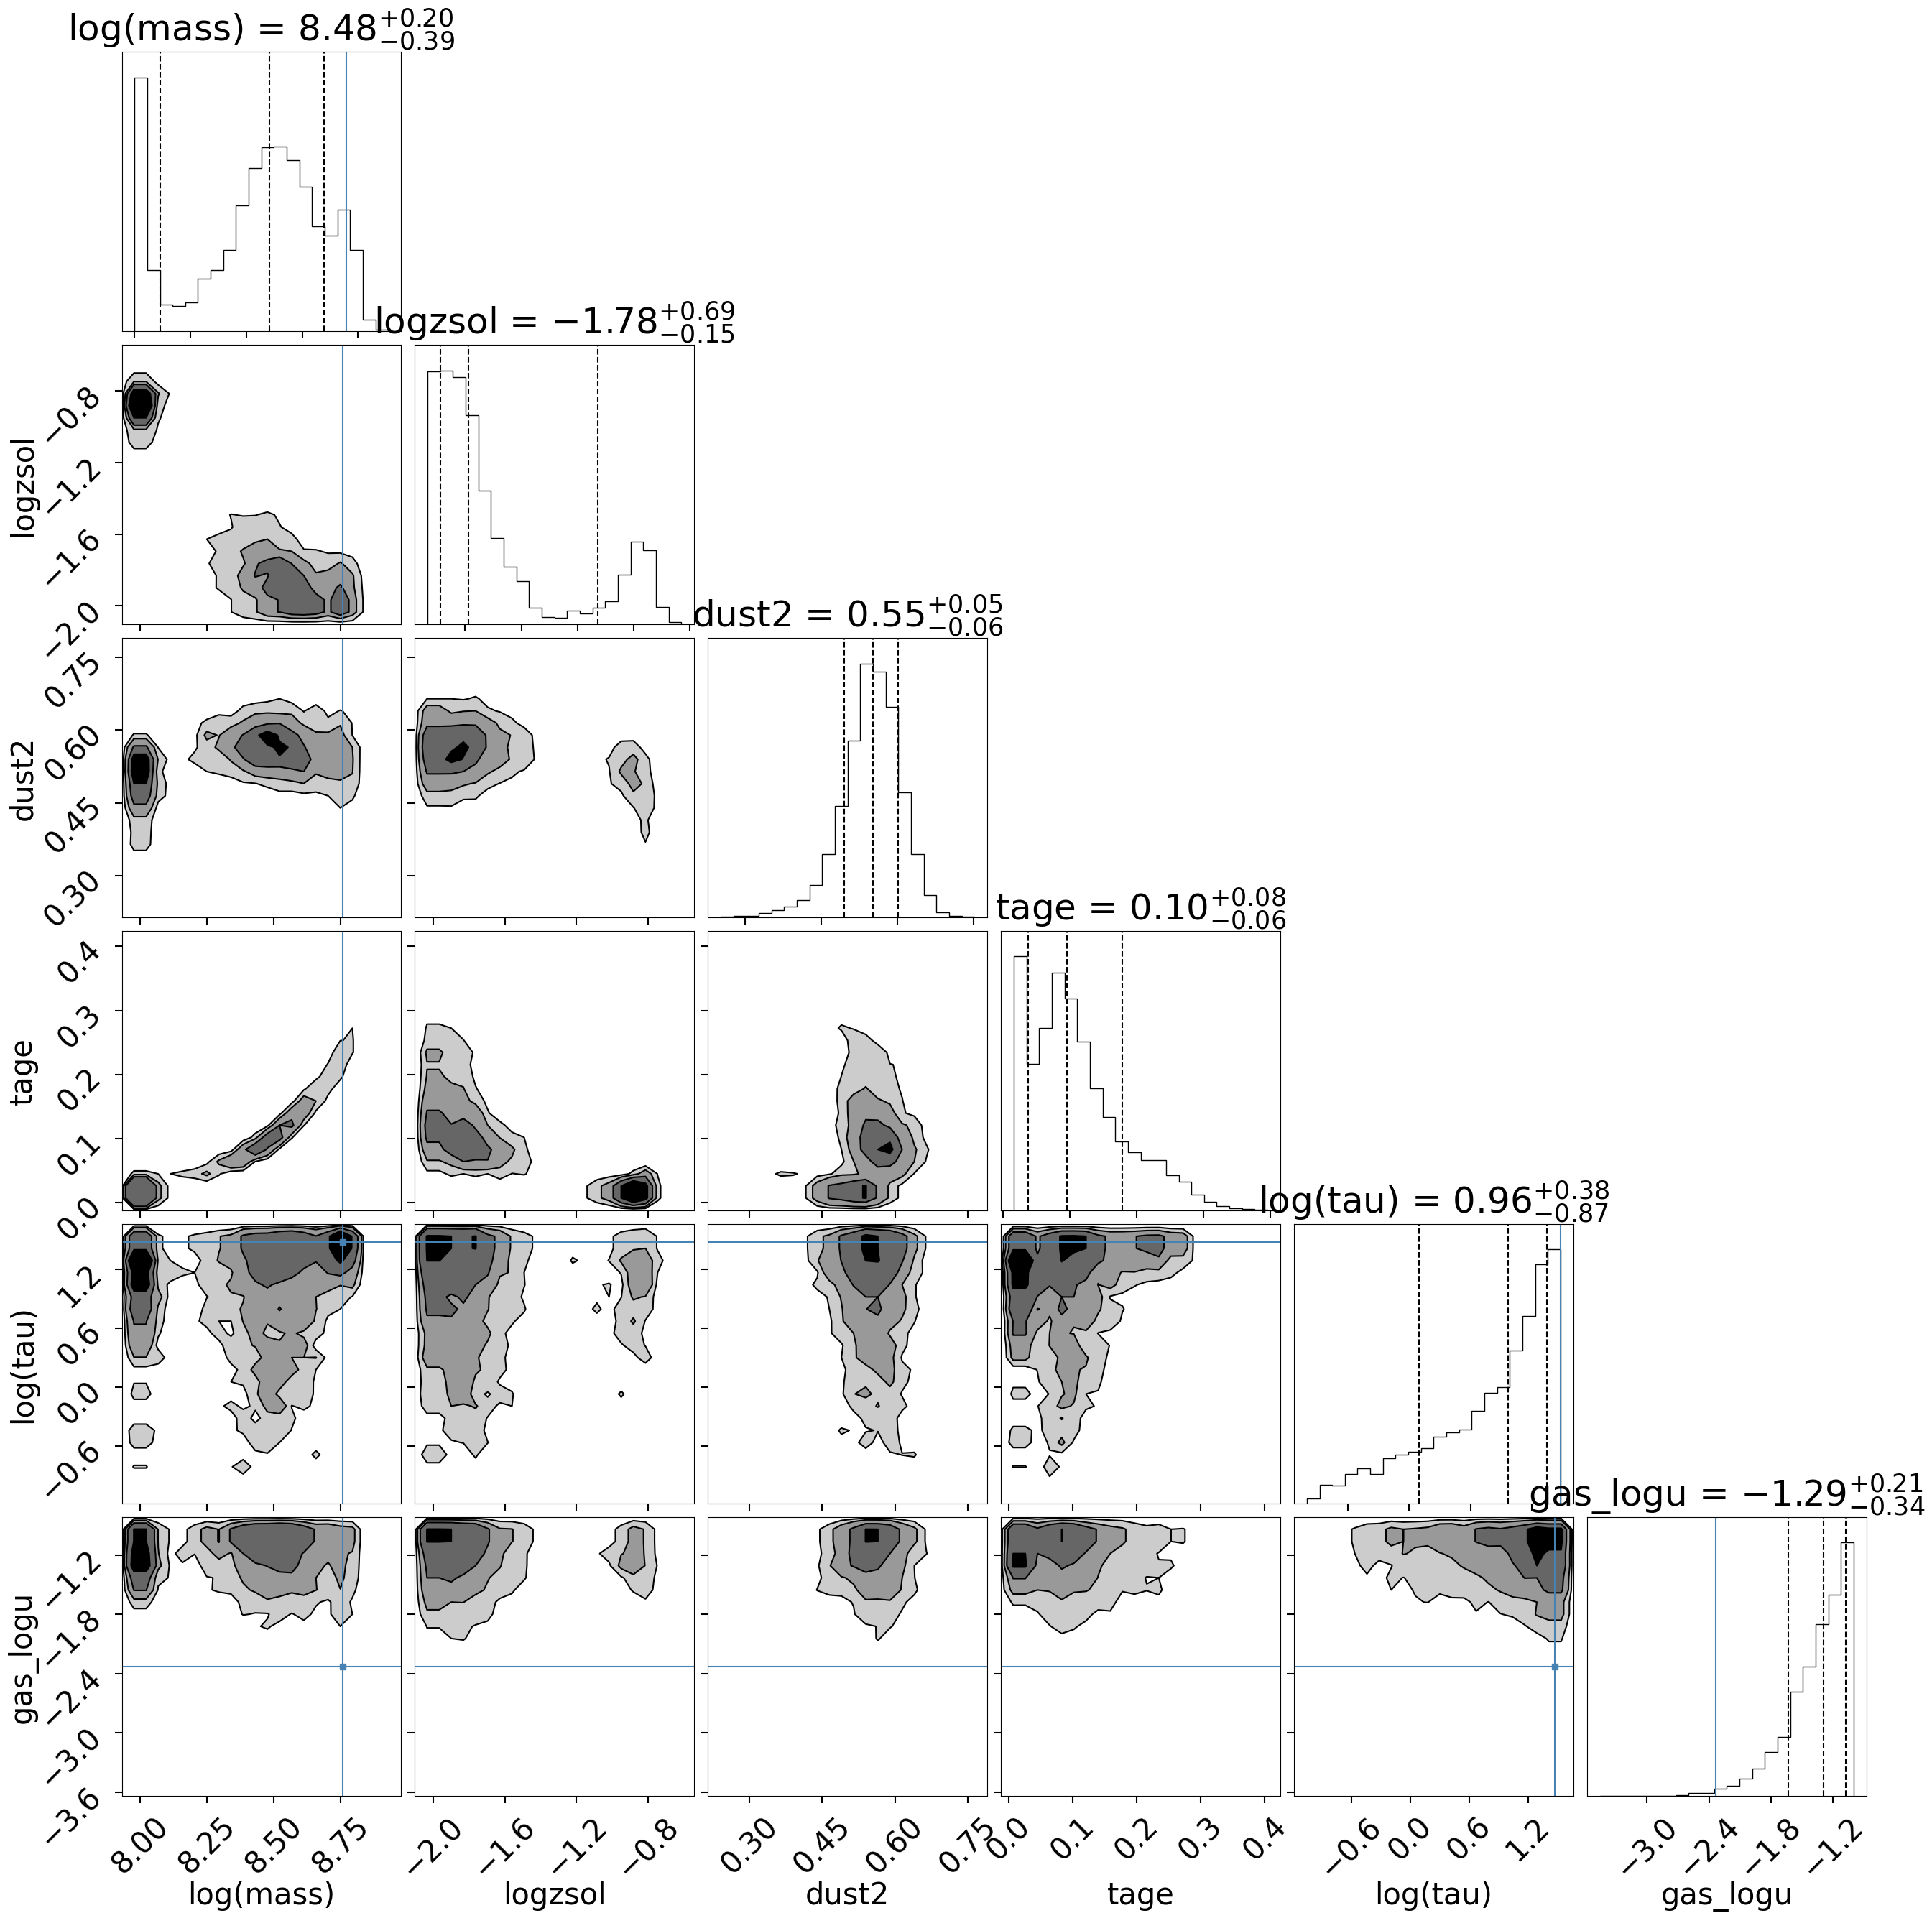 log(mass) = 8.48+0.20−0.39
logzsol = −1.78+0.69−0.15
−0.8
−1.2
−1.6
−2.0
logzsol
dust2 = 0.55+0.05−0.06
0.75
0.60
0.45
0.30
dust2
tage = 0.10+0.08−0.06
0.4
0.3
0.2
0.1
0.0
tage
log(tau) = 0.96+0.38−0.87
1.2
0.6
0.0
−0.6
log(tau)
gas_logu = −1.29+0.21−0.34
−1.2
−1.8
−2.4
−3.0
−3.6
gas_logu
8.00 8.25 8.50 8.75 −2.0 −1.6 −1.2 −0.8 0.30 0.45 0.60 0.75 0.0 0.1 0.2 0.3 0.4 −0.6 0.0 0.6 1.2 −3.0 −2.4 −1.8 −1.2
log(mass) logzsol dust2 tage log(tau) gas_logu